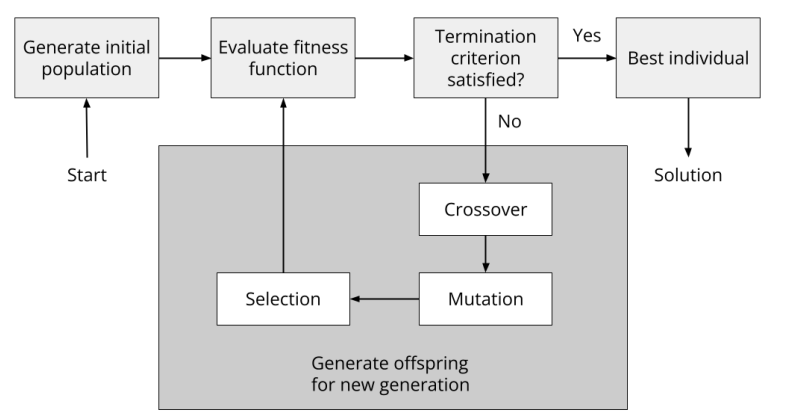 Generate initial
population
Evaluate fitness
function
Termination
criterion
satisfied?
Yes
Best individual
No
Start
Solution
Crossover
Mutation
Selection
Generate offspring
for new generation